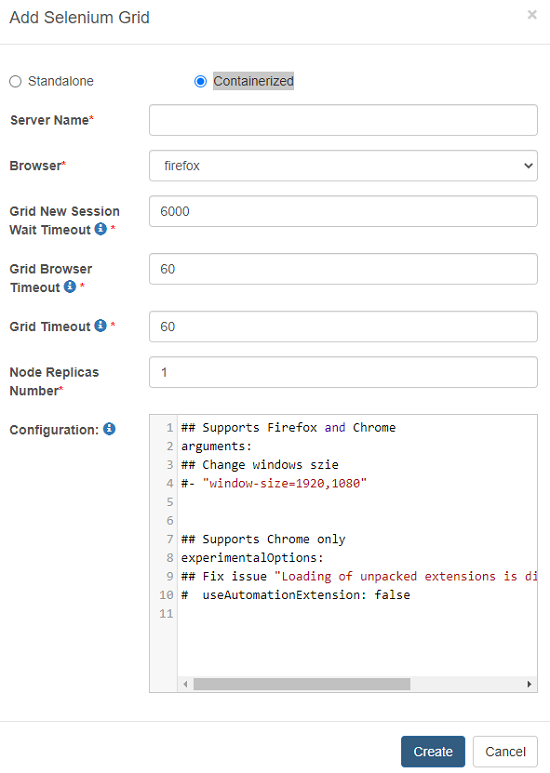 Add Selenium Grid ×
Standalone Containerized
Server Name*
Browser* firefox
Grid New Session
Wait Timeout i * 6000
Grid Browser
Timeout i * 60
Grid Timeout i * 60
Node Replicas
Number* 1
Configuration: i
1 ## Supports Firefox and Chrome
2 arguments:
3 ## Change windows szie
4 #- "window-size=1920,1080"
5
6
7 ## Supports Chrome only
8 experimentalOptions:
9 ## Fix issue "Loading of unpacked extensions is di
10 #  useAutomationExtension: false
11
Create Cancel